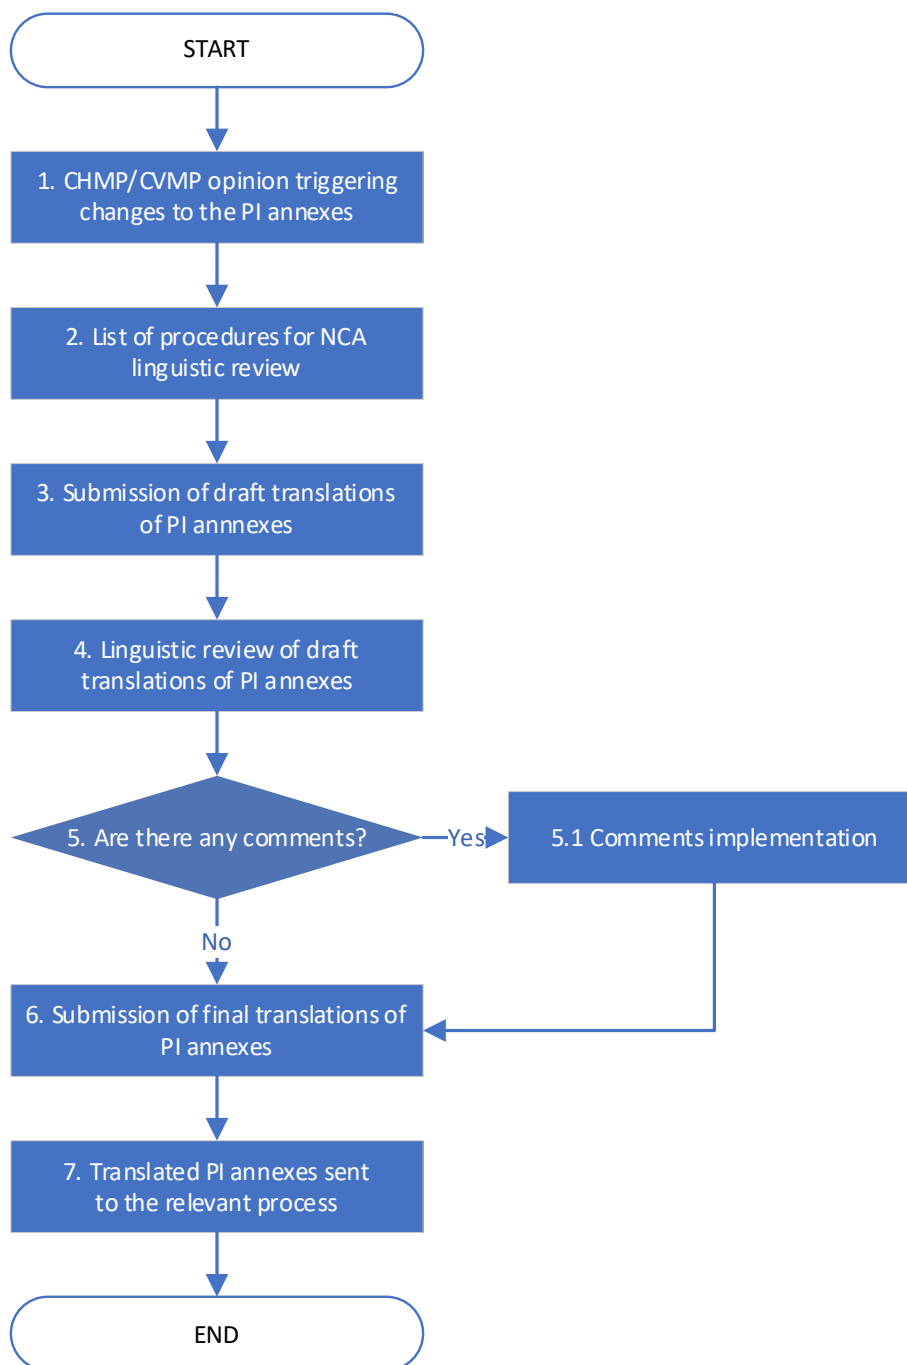 START
1. CHMP/CVMP opinion triggering
changes to the PI annexes
2. List of procedures for NCA
linguistic review
3. Submission of draft translations
of PI annnexes
4. Linguistic review of draft
translations of PI annexes
5. Are there any comments?
Yes
5.1 Comments implementation
No
6. Submission of final translations of
PI annexes
7. Translated PI annexes sent
to the relevant process
END